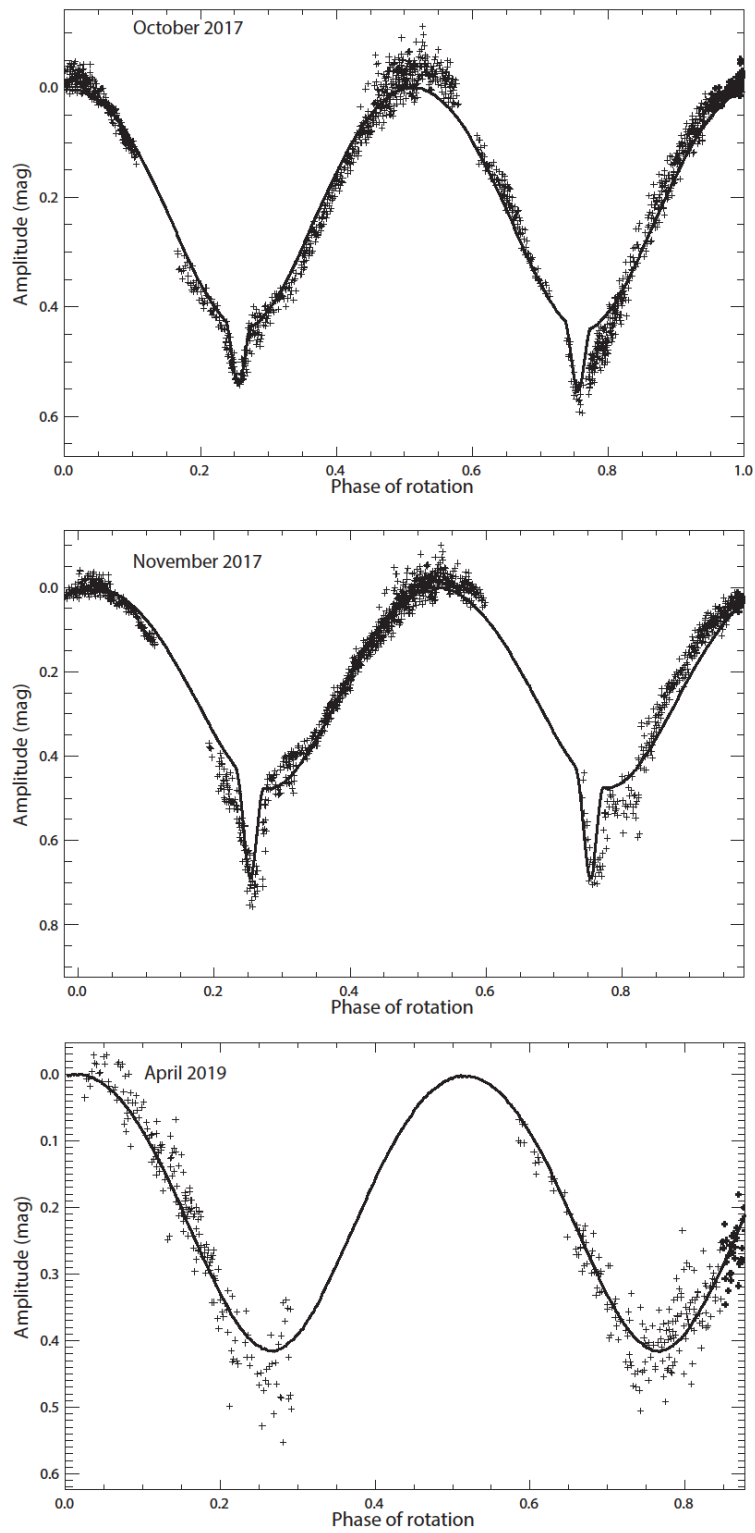 October 2017
0.0
0.2
0.4
0.6
Amplitude (mag)
0.0 0.2 0.4 0.6 0.8 1.0
Phase of rotation
November 2017
0.0
0.2
0.4
0.6
0.8
Amplitude (mag)
0.0 0.2 0.4 0.6 0.8
Phase of rotation
April 2019
0.0
0.1
0.2
0.3
0.4
0.5
0.6
Amplitude (mag)
0.0 0.2 0.4 0.6 0.8
Phase of rotation